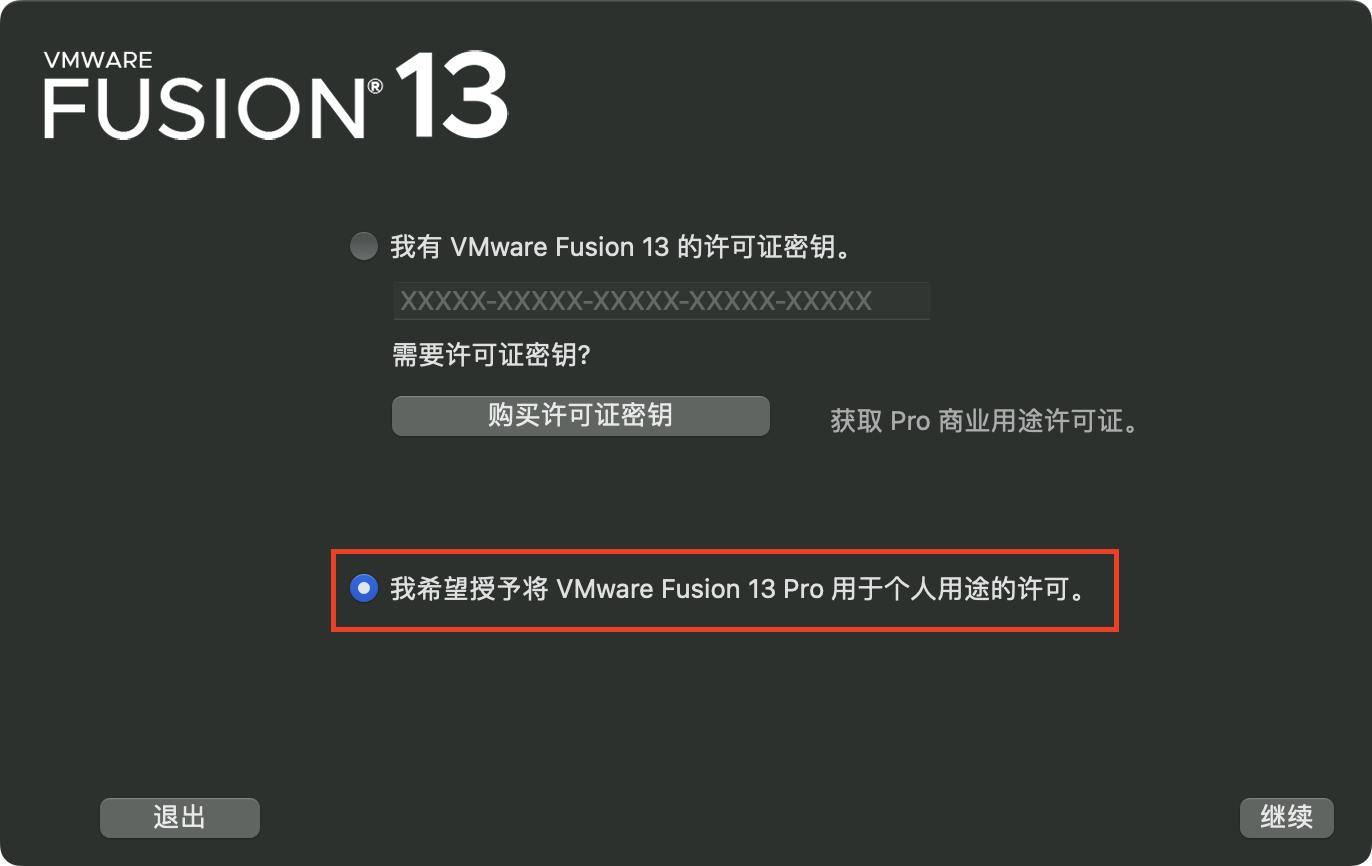 VMWARE
FUSION® 13
我有 VMware Fusion 13 的许可证密钥。
XXXXX-XXXXX-XXXXX-XXXXX-XXXXX
需要许可证密钥?
购买许可证密钥
获取 Pro 商业用途许可证。
我希望授予将 VMware Fusion 13 Pro 用于个人用途的许可。
退出
继续